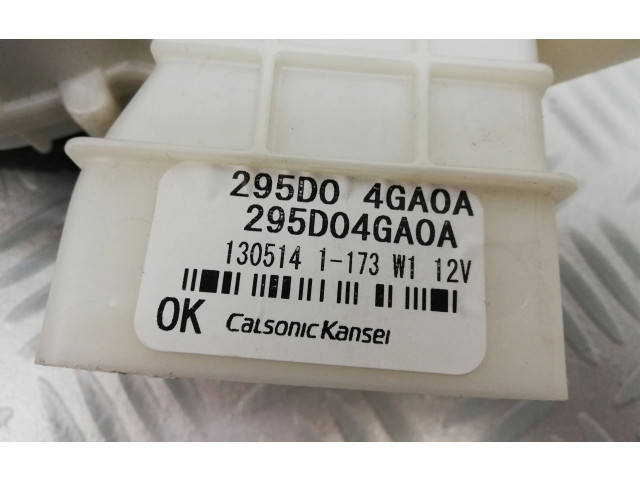 295D0 4GA0A
295D04GA0A
130514 1-173 W1 12V
OK CalsonicKansei